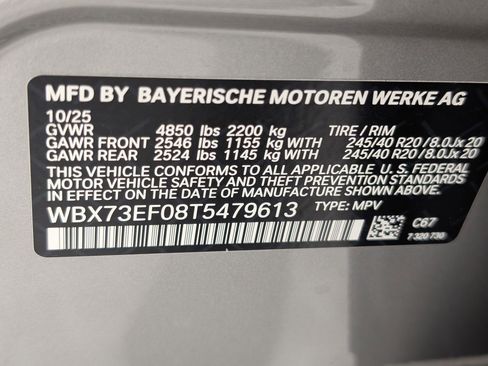 MFD BY BAYERISCHE MOTOREN WERKE AG
10/25
GVWR 4850 lbs 2200 kg TIRE / RIM
GAWR FRONT 2546 lbs 1155 kg WITH 245/40 R20/8.0Jx20
GAWR REAR 2524 lbs 1145 kg WITH 245/40 R20/8.0Jx20
THIS VEHICLE CONFORMS TO ALL APPLICABLE U. S. FEDERAL
MOTOR VEHICLE SAFETY AND THEFT PREVENTION STANDARDS
IN EFFECT ON THE DATE OF MANUFACTURE SHOWN ABOVE.
WBX73EF08T5479613 TYPE: MPV
C67
7 320 730